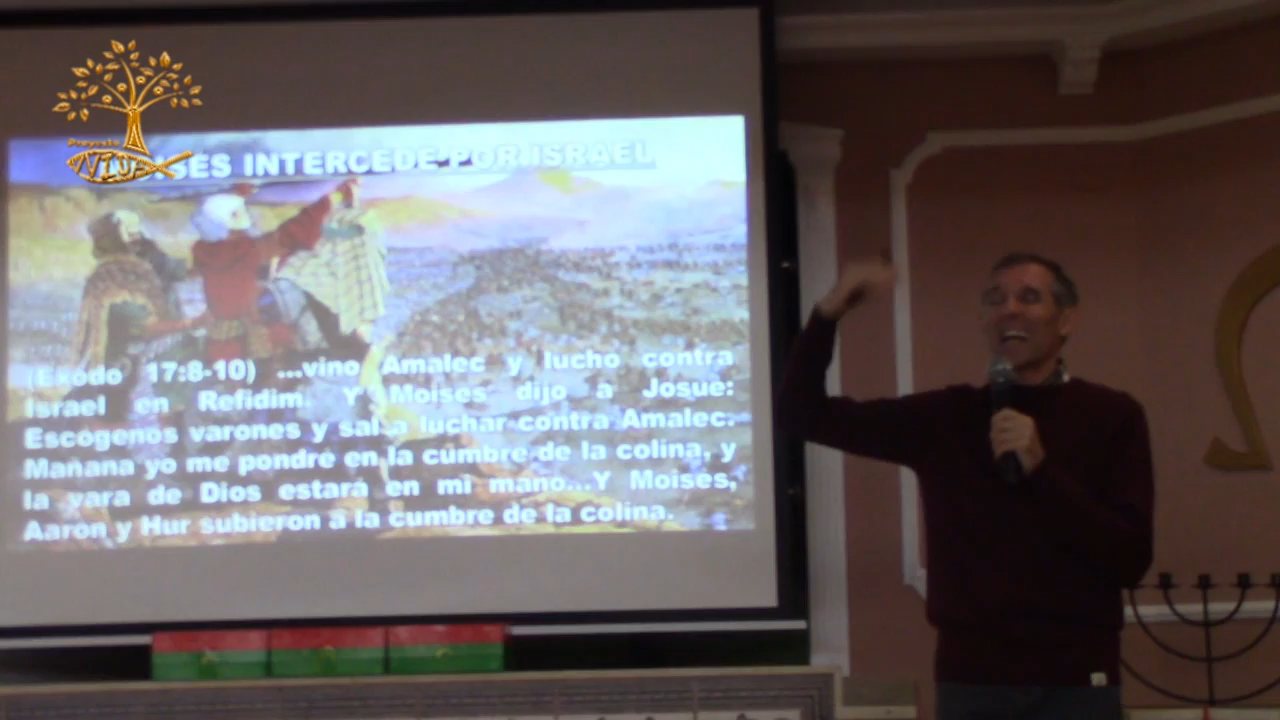 Proyecto
VIDA
SES INTERCEDE POR ISRAEL
(Exodo 17:8-10) ...vino Amalec y lucho contra
Israel en Refidim. Y Moises dijo a Josue:
Escogenos varones y sal a luchar contra Amalec.
Mañana yo me pondre en la cumbre de la colina, y
la vara de Dios estará en mi mano...Y Moises,
Aaron y Hur subieron a la cumbre de la colina.